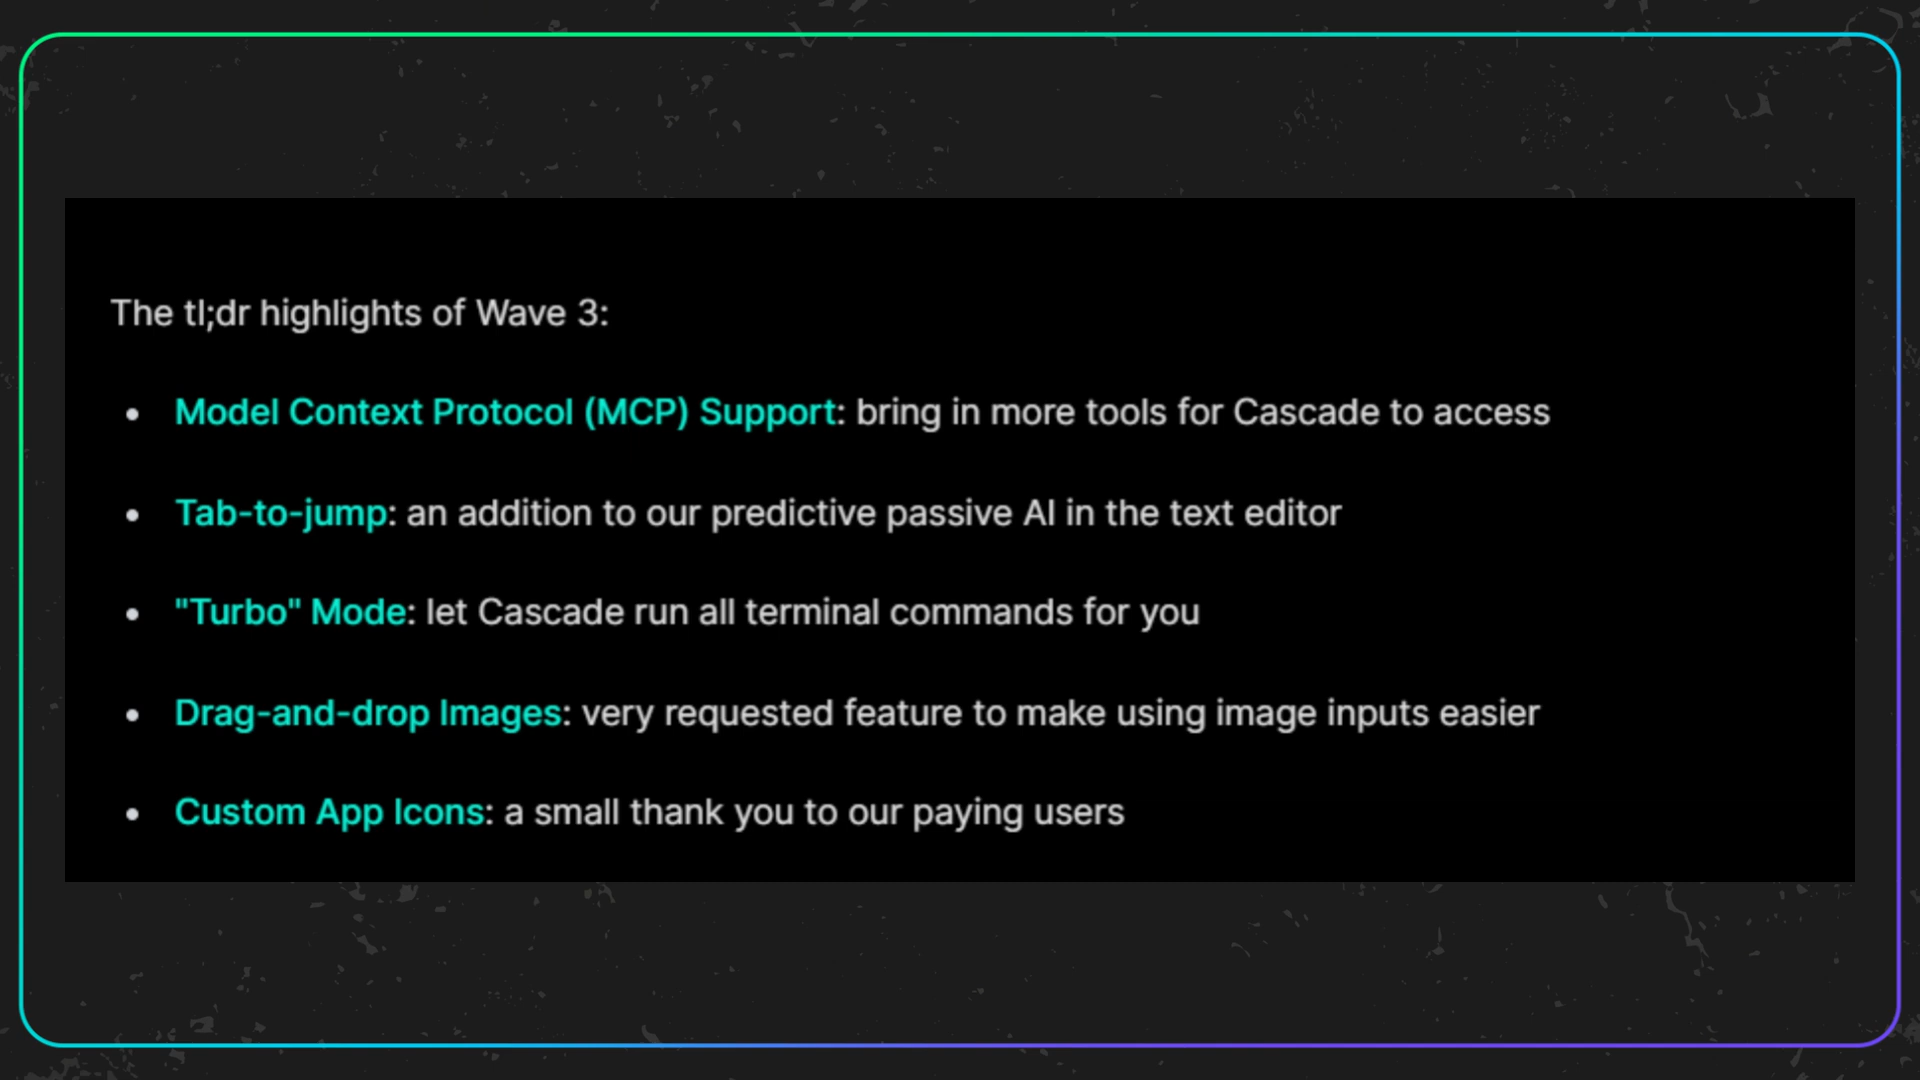 The tl;dr highlights of Wave 3:
• Model Context Protocol (MCP) Support: bring in more tools for Cascade to access
• Tab-to-jump: an addition to our predictive passive AI in the text editor
• "Turbo" Mode: let Cascade run all terminal commands for you
• Drag-and-drop Images: very requested feature to make using image inputs easier
• Custom App Icons: a small thank you to our paying users